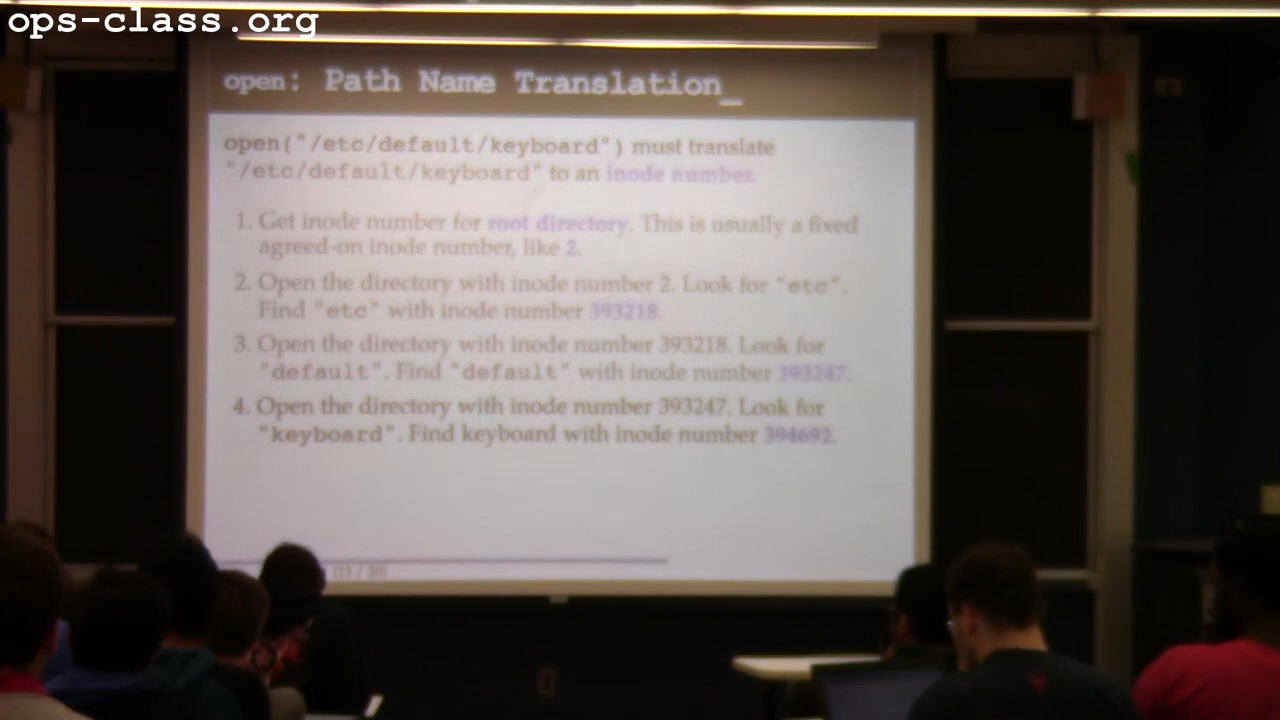 ops-class.org
open: Path Name Translation_
open("/etc/default/keyboard") must translate
"/etc/default/keyboard" to an inode number.
1. Get inode number for root directory. This is usually a fixed
agreed-on inode number, like 2.
2. Open the directory with inode number 2. Look for "etc".
Find "etc" with inode number 393218.
3. Open the directory with inode number 393218. Look for
"default". Find "default" with inode number 393247.
4. Open the directory with inode number 393247. Look for
"keyboard". Find keyboard with inode number 394692.
(13 / 20)